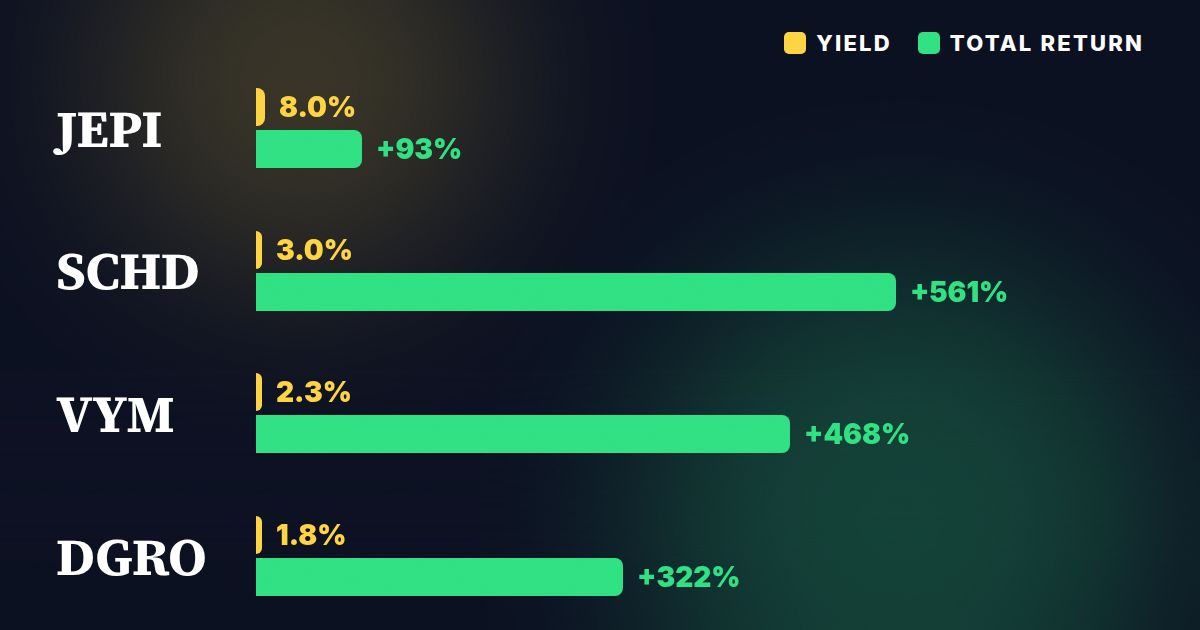 YIELD TOTAL RETURN
JEPI
8.0%
+93%
SCHD
3.0%
+561%
VYM
2.3%
+468%
DGRO
1.8%
+322%